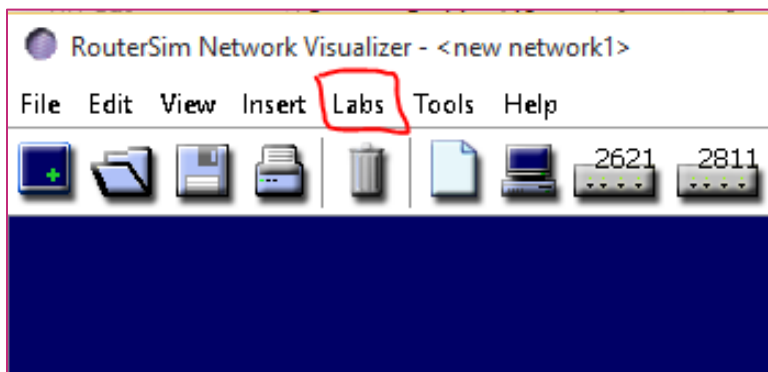 RouterSim Network Visualizer - <new network1>
File Edit View Insert Labs Tools Help
2621 2811